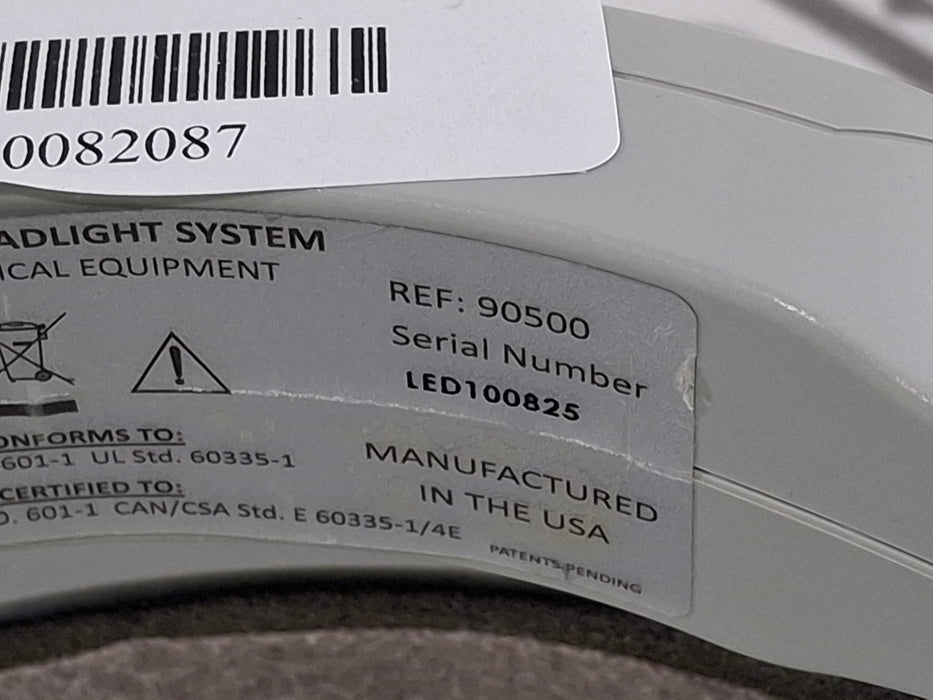 0082087
ADLIGHT SYSTEM
ICAL EQUIPMENT
REF: 90500
Serial Number
LED100825
ONFORMS TO:
601-1 UL Std. 60335-1
CERTIFIED TO:
. 601-1 CAN/CSA Std. E 60335-1/4E
MANUFACTURED
IN THE USA
PATENTS PENDING